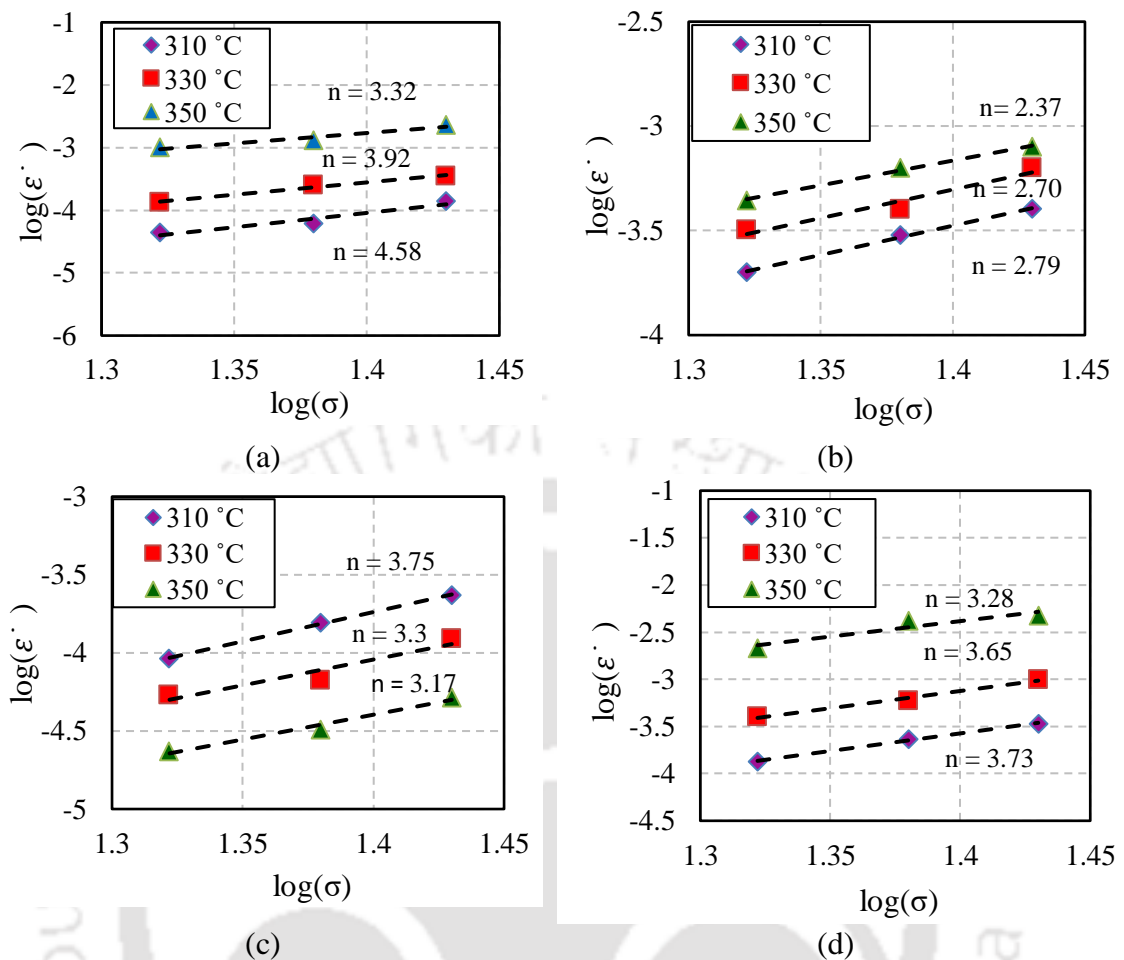 -1
-2
-3
-4
-5
-6
1.3 1.35 1.4 1.45
log(ε˙)
log(σ)
310 ˚C
330 ˚C
350 ˚C
n = 3.32
n = 3.92
n = 4.58
(a)
-2.5
-3
-3.5
-4
1.3 1.35 1.4 1.45
log(ε˙)
log(σ)
310 ˚C
330 ˚C
350 ˚C
n= 2.37
n = 2.70
n = 2.79
(b)
-3
-3.5
-4
-4.5
-5
1.3 1.35 1.4 1.45
log(ε˙)
log(σ)
310 ˚C
330 ˚C
350 ˚C
n = 3.75
n = 3.3
n = 3.17
(c)
-1
-1.5
-2
-2.5
-3
-3.5
-4
-4.5
1.3 1.35 1.4 1.45
log(ε˙)
log(σ)
310 ˚C
330 ˚C
350 ˚C
n = 3.28
n = 3.65
n = 3.73
(d)